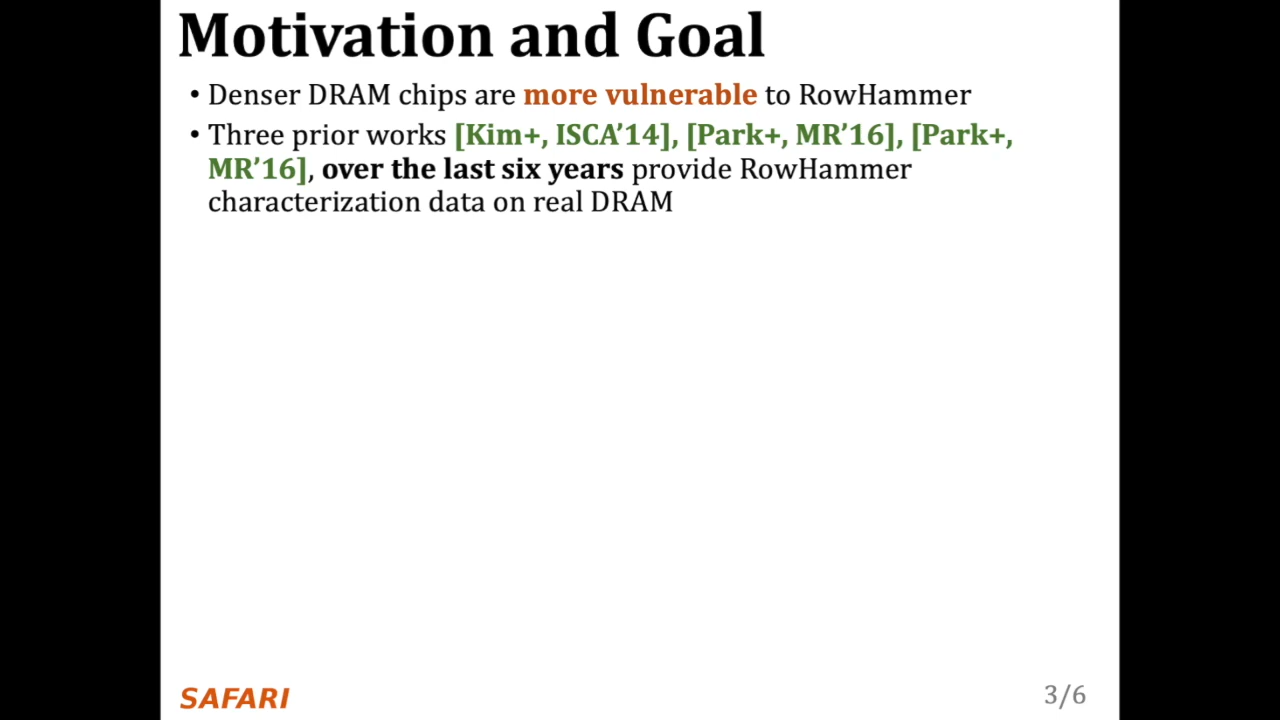 Motivation and Goal
• Denser DRAM chips are more vulnerable to RowHammer
• Three prior works [Kim+, ISCA’14], [Park+, MR’16], [Park+,
MR’16], over the last six years provide RowHammer
characterization data on real DRAM
SAFARI
3/6